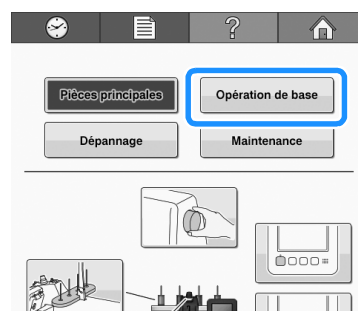 Pièces principales
Opération de base
Dépannage
Maintenance